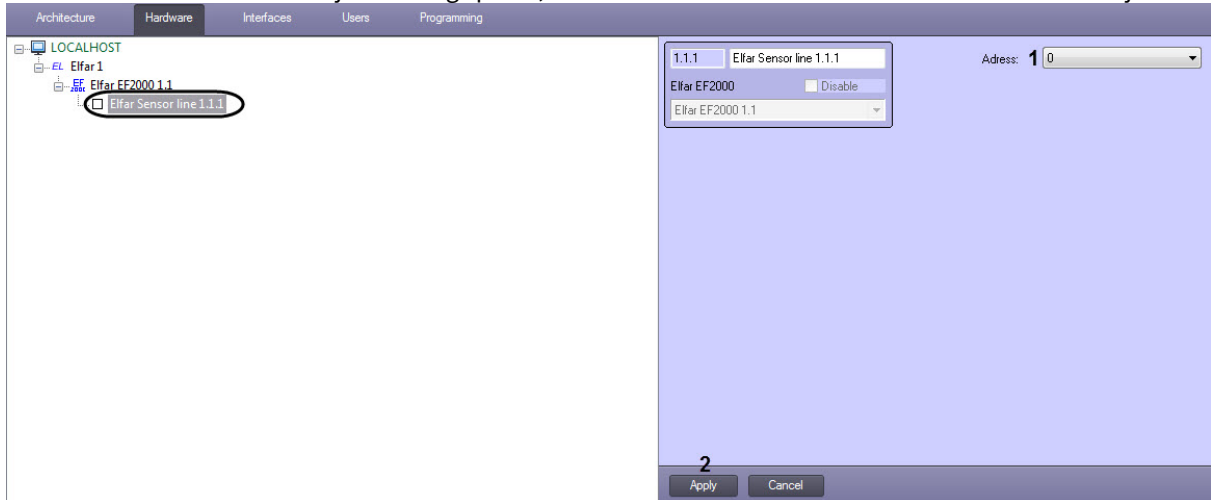 Architecture Hardware Interfaces Users Programming
LOCALHOST
EL Elfar 1
Elfar EF2000 1.1
Elfar Sensor line 1.1.1
1.1.1 Elfar Sensor line 1.1.1
Elfar EF2000 Disable
Elfar EF2000 1.1
Adress: 1 0
2
Apply Cancel